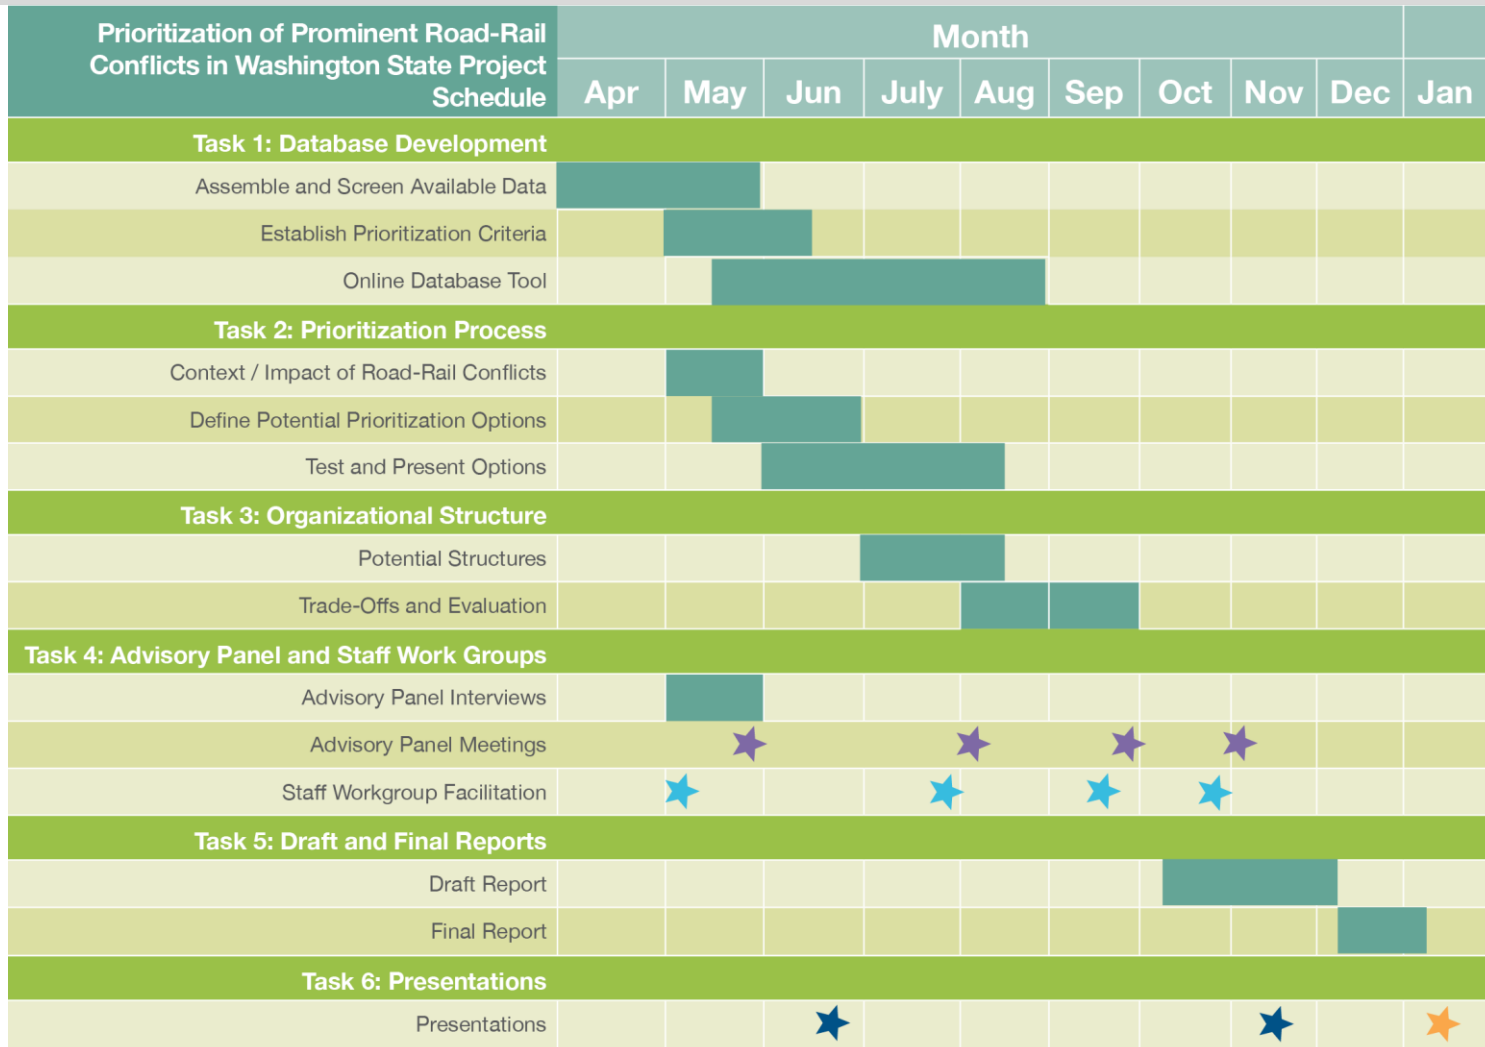 Prioritization of Prominent Road-Rail
Conflicts in Washington State Project
Schedule
Month
Apr May Jun July Aug Sep Oct Nov Dec Jan
Task 1: Database Development
Assemble and Screen Available Data
Establish Prioritization Criteria
Online Database Tool
Task 2: Prioritization Process
Context / Impact of Road-Rail Conflicts
Define Potential Prioritization Options
Test and Present Options
Task 3: Organizational Structure
Potential Structures
Trade-Offs and Evaluation
Task 4: Advisory Panel and Staff Work Groups
Advisory Panel Interviews
Advisory Panel Meetings
Staff Workgroup Facilitation
Task 5: Draft and Final Reports
Draft Report
Final Report
Task 6: Presentations
Presentations